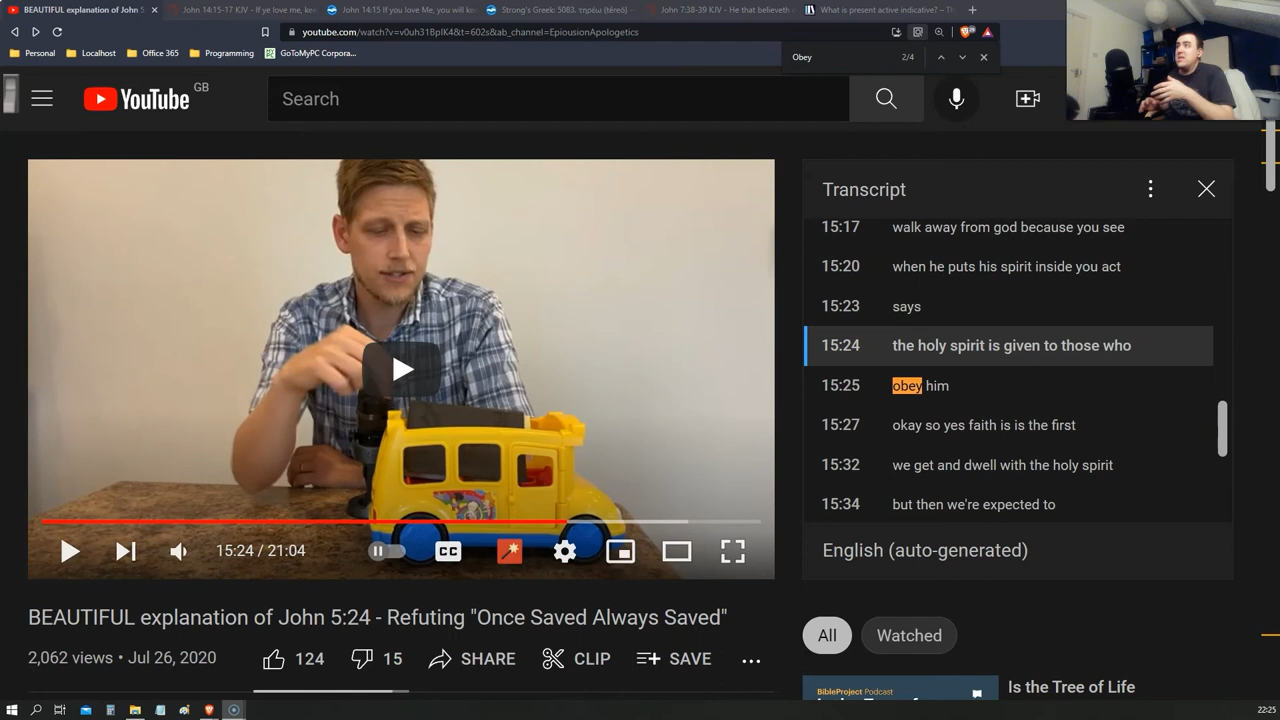 BEAUTIFUL explanation of John 5:
John 14:15-17 KJV - If ye love me, kee
John 14:15 If you love Me, you will ke
Strong's Greek: 5083. τηρέω (téreó) --
John 7:38-39 KJV - He that believeth o
What is present active indicative? – Th
youtube.com/watch?v=v0uh31BpIK4&t=602s&ab_channel=EpiousionApologetics
Personal
Localhost
Office 365
Programming
GoToMyPC Corpora...
Obey
2/4
YouTube
GB
Search
Transcript
15:17 walk away from god because you see
15:20 when he puts his spirit inside you act
15:23 says
15:24 the holy spirit is given to those who
15:25 obey him
15:27 okay so yes faith is is the first
15:32 we get and dwell with the holy spirit
15:34 but then we're expected to
English (auto-generated)
15:24 / 21:04
CC
BEAUTIFUL explanation of John 5:24 - Refuting "Once Saved Always Saved"
2,062 views • Jul 26, 2020
124
15
SHARE
CLIP
SAVE
All
Watched
BibleProject Podcast
Is the Tree of Life
22:25